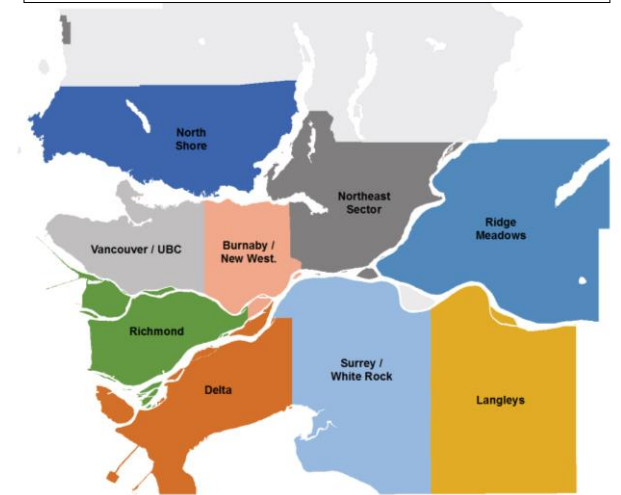 North
Shore
Northeast
Sector
Ridge
Meadows
Vancouver / UBC
Burnaby /
New West.
Richmond
Delta
Surrey /
White Rock
Langleys